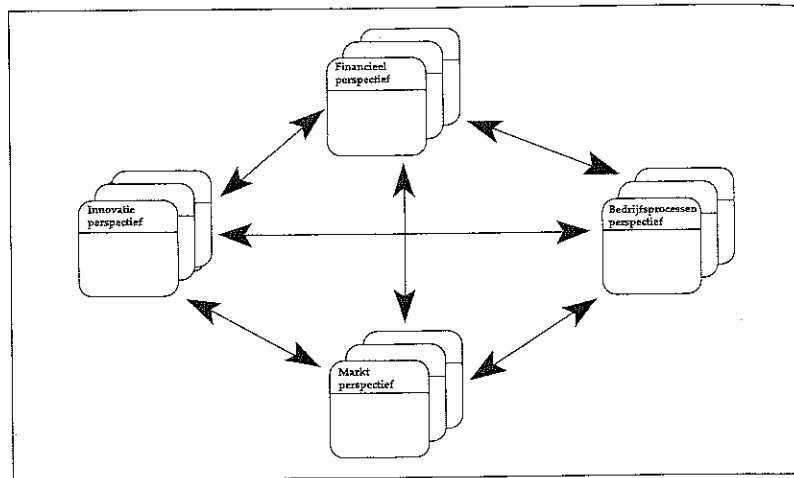 Financieel
perspectief
Innovatie
perspectief
Bedrijfsprocessen
perspectief
Markt
perspectief